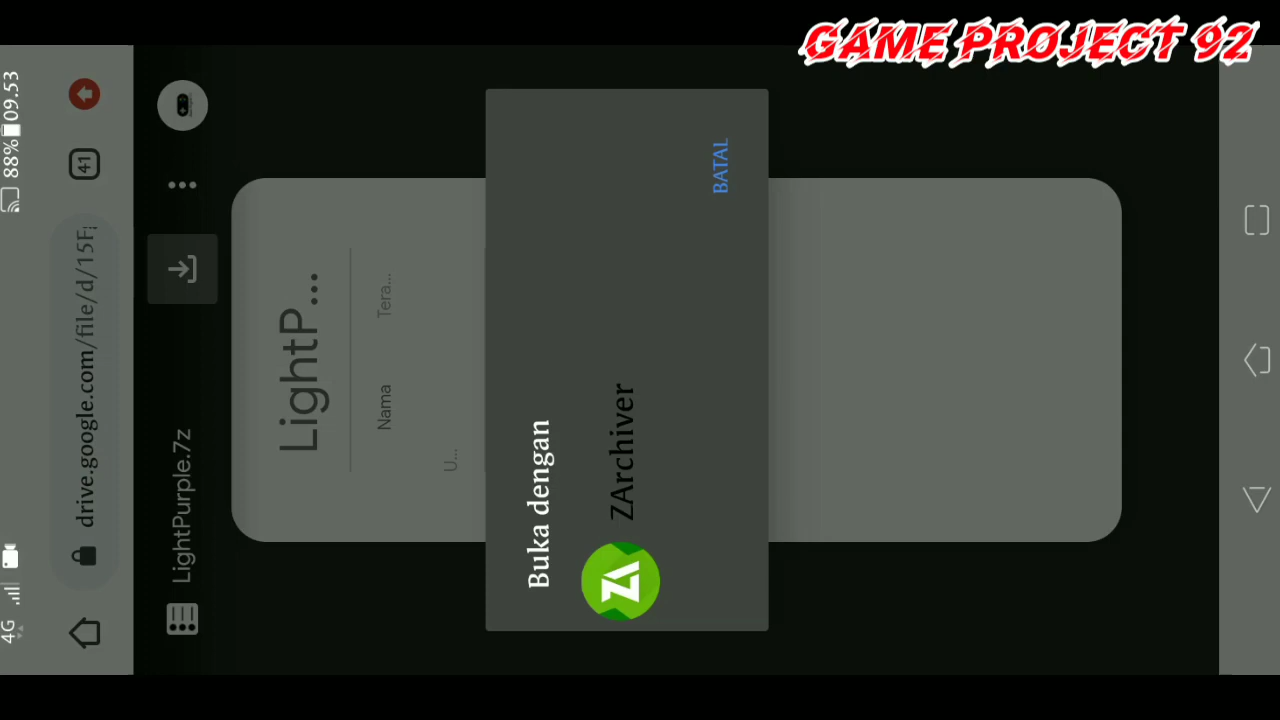 GAME PROJECT 92
4G
88%
09.53
drive.google.com/file/d/15F
41
LightPurple.7z
LightP...
Nama
Tera...
U...
Buka dengan
ZArchiver
BATAL